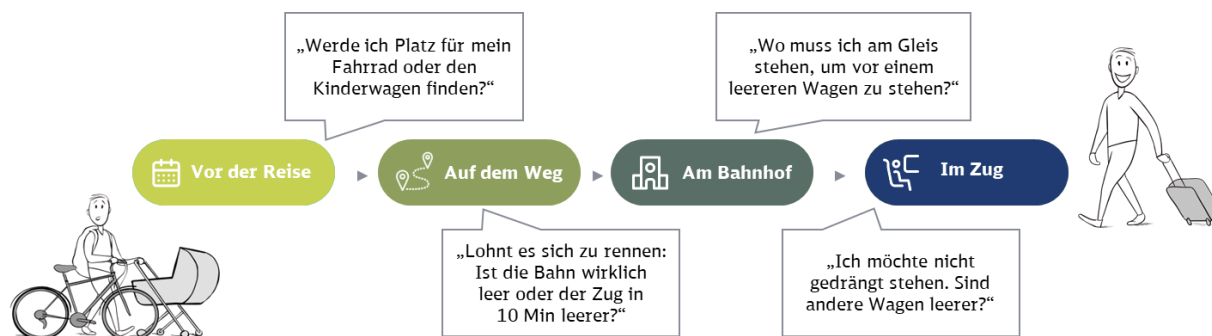 „Werde ich Platz für mein
Fahrrad oder den
Kinderwagen finden?“
„Wo muss ich am Gleis
stehen, um vor einem
leereren Wagen zu stehen?“
Vor der Reise
Auf dem Weg
Am Bahnhof
Im Zug
„Lohnt es sich zu rennen:
Ist die Bahn wirklich
leer oder der Zug in
10 Min leerer?“
„Ich möchte nicht
gedrängt stehen. Sind
andere Wagen leerer?“